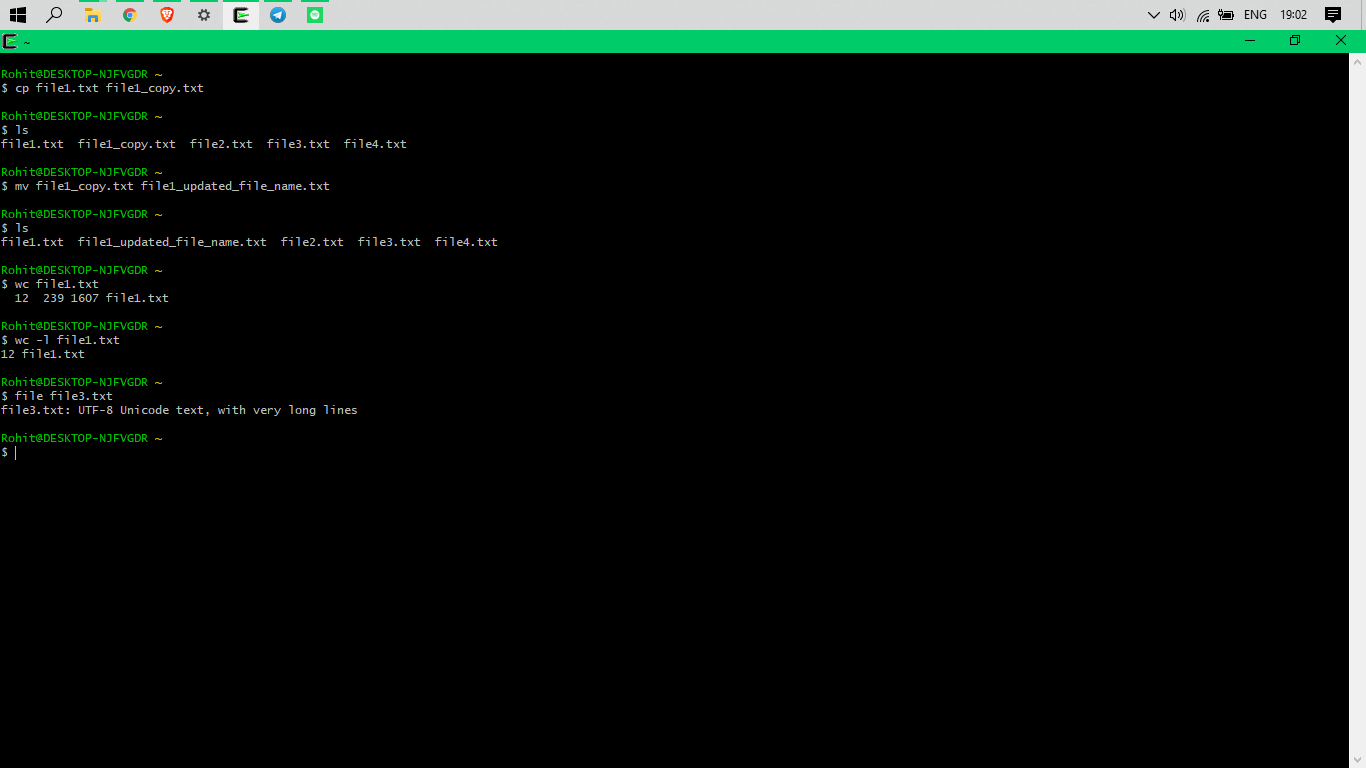 ENG 19:02
~
Rohit@DESKTOP-NJFVGDR ~
$ cp file1.txt file1_copy.txt
Rohit@DESKTOP-NJFVGDR ~
$ ls
file1.txt  file1_copy.txt  file2.txt  file3.txt  file4.txt
Rohit@DESKTOP-NJFVGDR ~
$ mv file1_copy.txt file1_updated_file_name.txt
Rohit@DESKTOP-NJFVGDR ~
$ ls
file1.txt  file1_updated_file_name.txt  file2.txt  file3.txt  file4.txt
Rohit@DESKTOP-NJFVGDR ~
$ wc file1.txt
  12  239 1607 file1.txt
Rohit@DESKTOP-NJFVGDR ~
$ wc -l file1.txt
12 file1.txt
Rohit@DESKTOP-NJFVGDR ~
$ file file3.txt
file3.txt: UTF-8 Unicode text, with very long lines
Rohit@DESKTOP-NJFVGDR ~
$